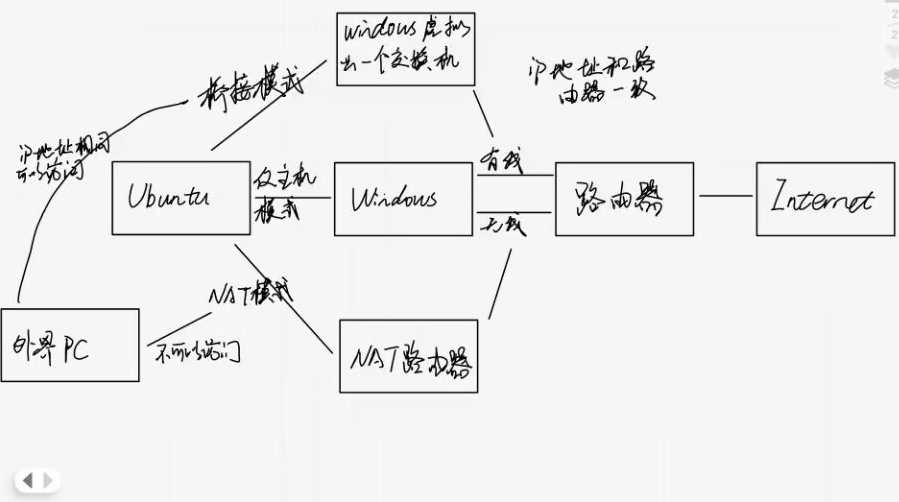 windows虚拟
出一个交换机
IP地址和路
由器一致
桥接模式
IP地址相同
可以访问
Ubuntu
仅主机
模式
Windows
有线
无线
路由器
Internet
NAT模式
外界PC
不可以访问
NAT路由器